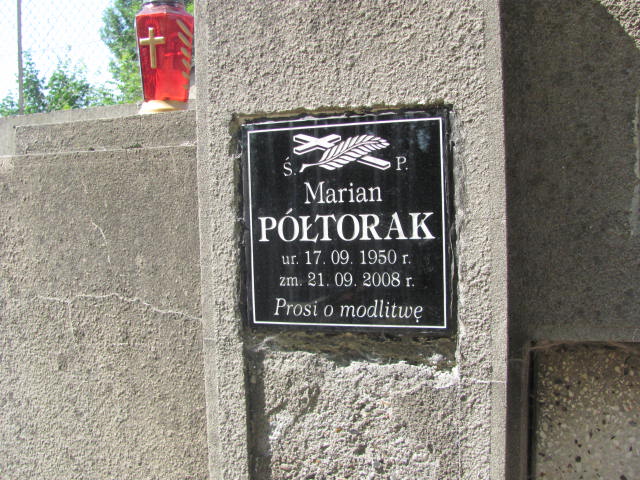 Ś. P.
Marian
PÓŁTORAK
ur. 17. 09. 1950 r.
zm. 21. 09. 2008 r.
Prosi o modlitwę